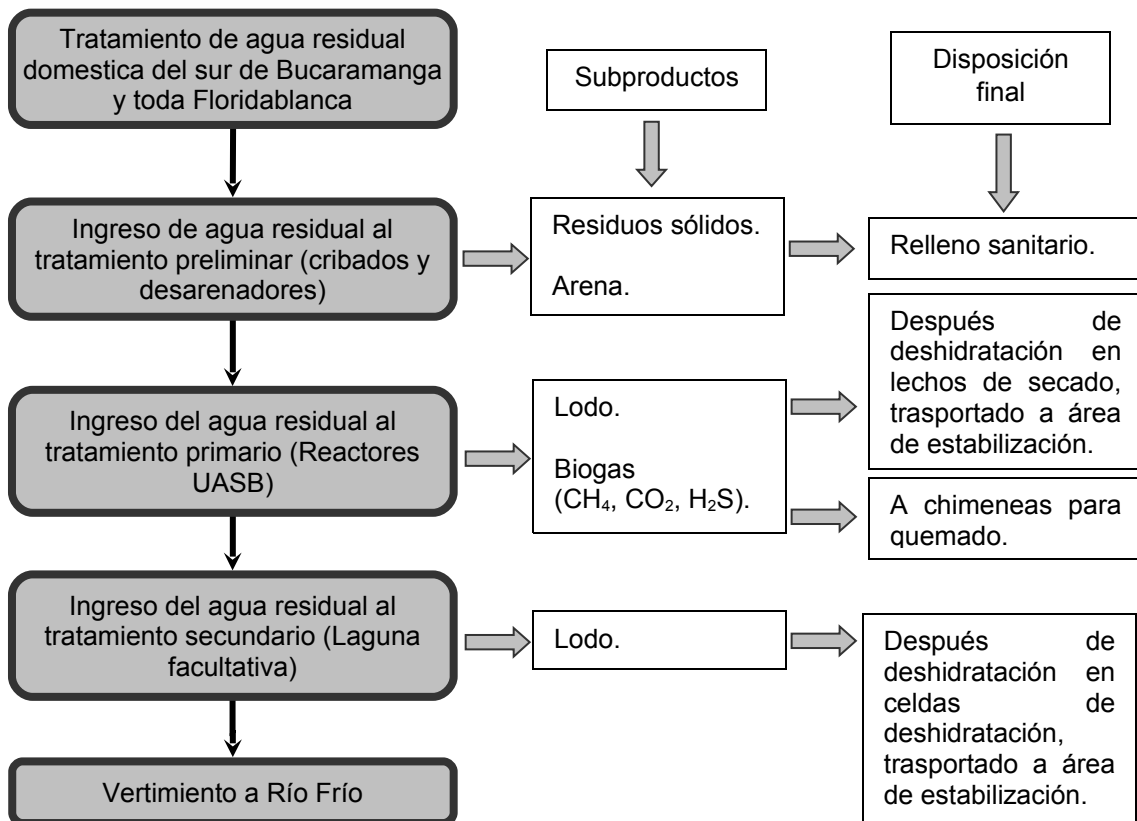 Tratamiento de agua residual
domestica del sur de Bucaramanga
y toda Floridablanca
Subproductos
Disposición
final
Ingreso de agua residual al
tratamiento preliminar (cribados y
desarenadores)
Residuos sólidos.
Arena.
Relleno sanitario.
Ingreso del agua residual al
tratamiento primario (Reactores
UASB)
Lodo.
Biogas
(CH₄, CO₂, H₂S).
Después de
deshidratación en
lechos de secado,
trasportado a área
de estabilización.
A chimeneas para
quemado.
Ingreso del agua residual al
tratamiento secundario (Laguna
facultativa)
Lodo.
Después de
deshidratación en
celdas de
deshidratación,
trasportado a área
de estabilización.
Vertimiento a Río Frío